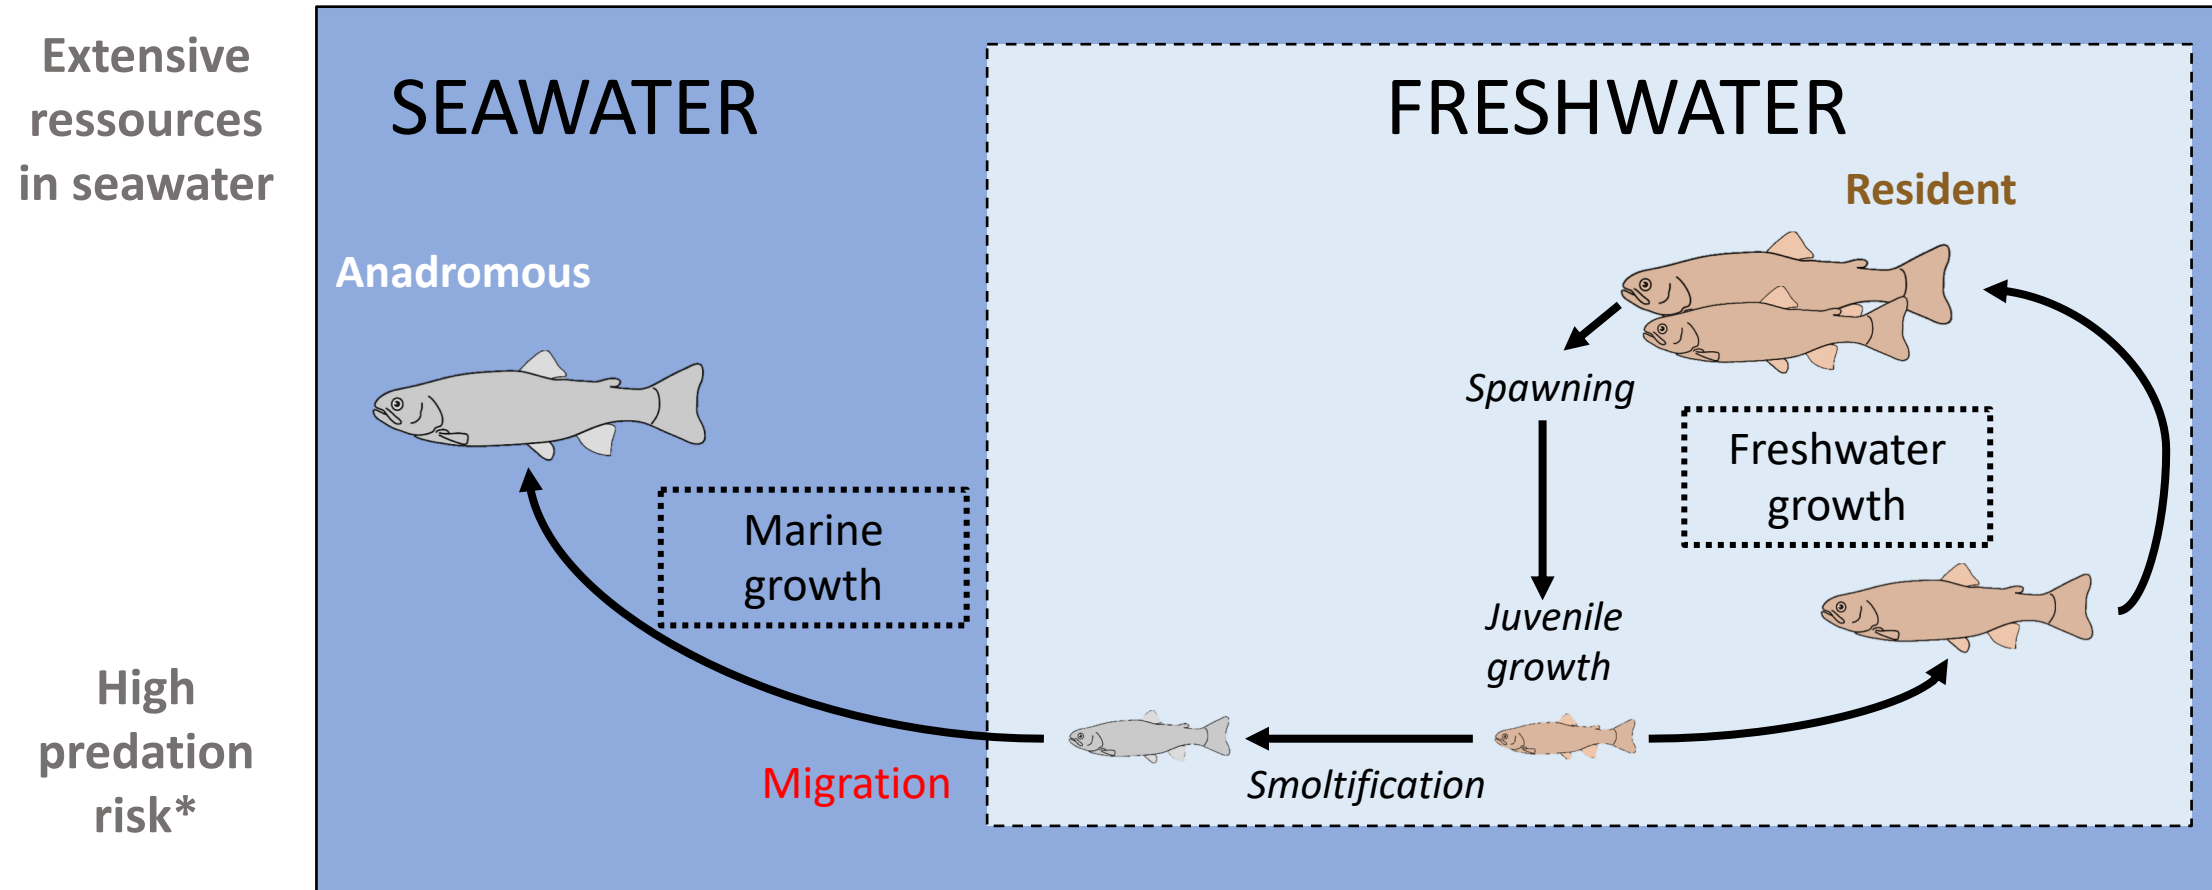 Extensive
ressources
in seawater
High
predation
risk*
SEAWATER
Anadromous
Marine
growth
Migration
FRESHWATER
Resident
Spawning
Freshwater
growth
Juvenile
growth
Smoltification